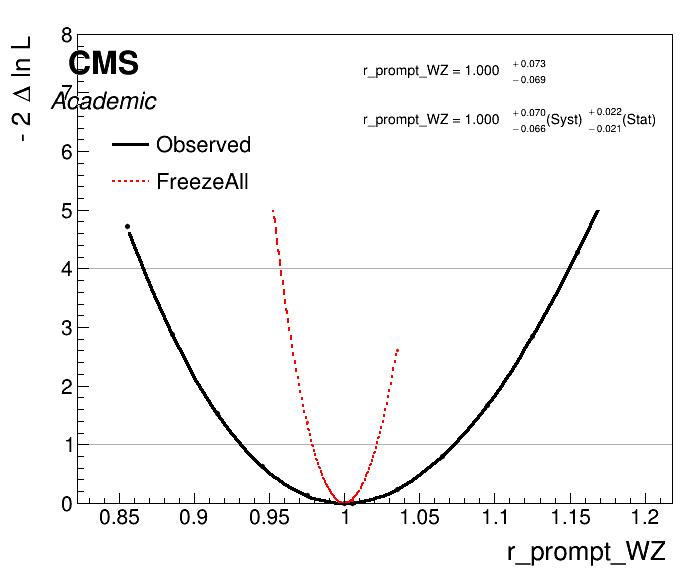 CMS
Academic
r_prompt_WZ = 1.000 +0.073 −0.069
r_prompt_WZ = 1.000 +0.070 −0.066 (Syst) +0.022 −0.021 (Stat)
Observed
FreezeAll
- 2 Δ ln L
8
7
6
5
4
3
2
1
0
0.85 0.9 0.95 1 1.05 1.1 1.15 1.2
r_prompt_WZ